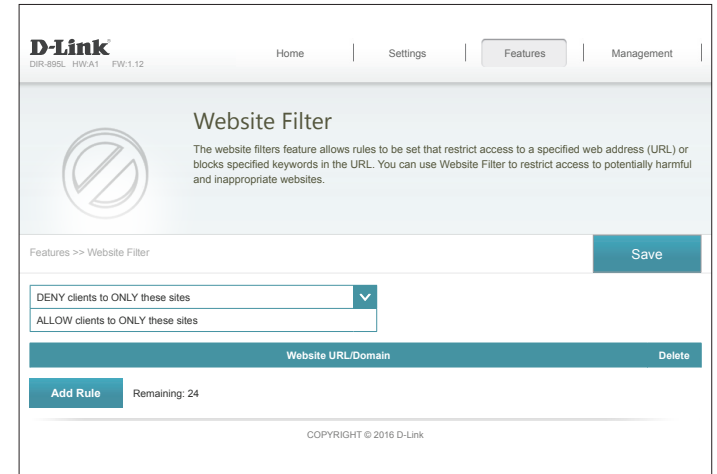 D-Link
DIR-895L HW:A1 FW:1.12
Home
Settings
Features
Management
Website Filter
The website filters feature allows rules to be set that restrict access to a specified web address (URL) or
blocks specified keywords in the URL. You can use Website Filter to restrict access to potentially harmful
and inappropriate websites.
Features >> Website Filter
Save
DENY clients to ONLY these sites
ALLOW clients to ONLY these sites
Website URL/Domain
Delete
Add Rule
Remaining: 24
COPYRIGHT © 2016 D-Link